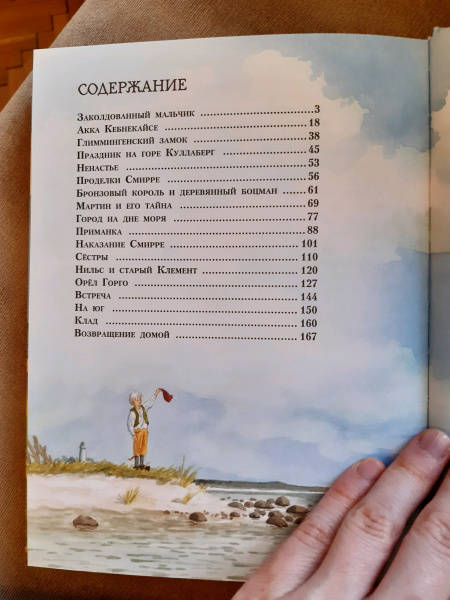 СОДЕРЖАНИЕ
ЗАКОЛДОВАННЫЙ МАЛЬЧИК 3
АККА КЕБНЕКАЙСЕ 18
ГЛИММИНГЕНСКИЙ ЗАМОК 38
ПРАЗДНИК НА ГОРЕ КУЛЛАБЕРГ 45
НЕНАСТЬЕ 53
ПРОДЕЛКИ СМИРРЕ 56
БРОНЗОВЫЙ КОРОЛЬ И ДЕРЕВЯННЫЙ БОЦМАН 61
МАРТИН И ЕГО ТАЙНА 69
ГОРОД НА ДНЕ МОРЯ 77
ПРИМАНКА 88
НАКАЗАНИЕ СМИРРЕ 101
СЁСТРЫ 110
НИЛЬС И СТАРЫЙ КЛЕМЕНТ 120
ОРЁЛ ГОРГО 127
ВСТРЕЧА 144
НА ЮГ 150
КЛАД 160
ВОЗВРАЩЕНИЕ ДОМОЙ 167